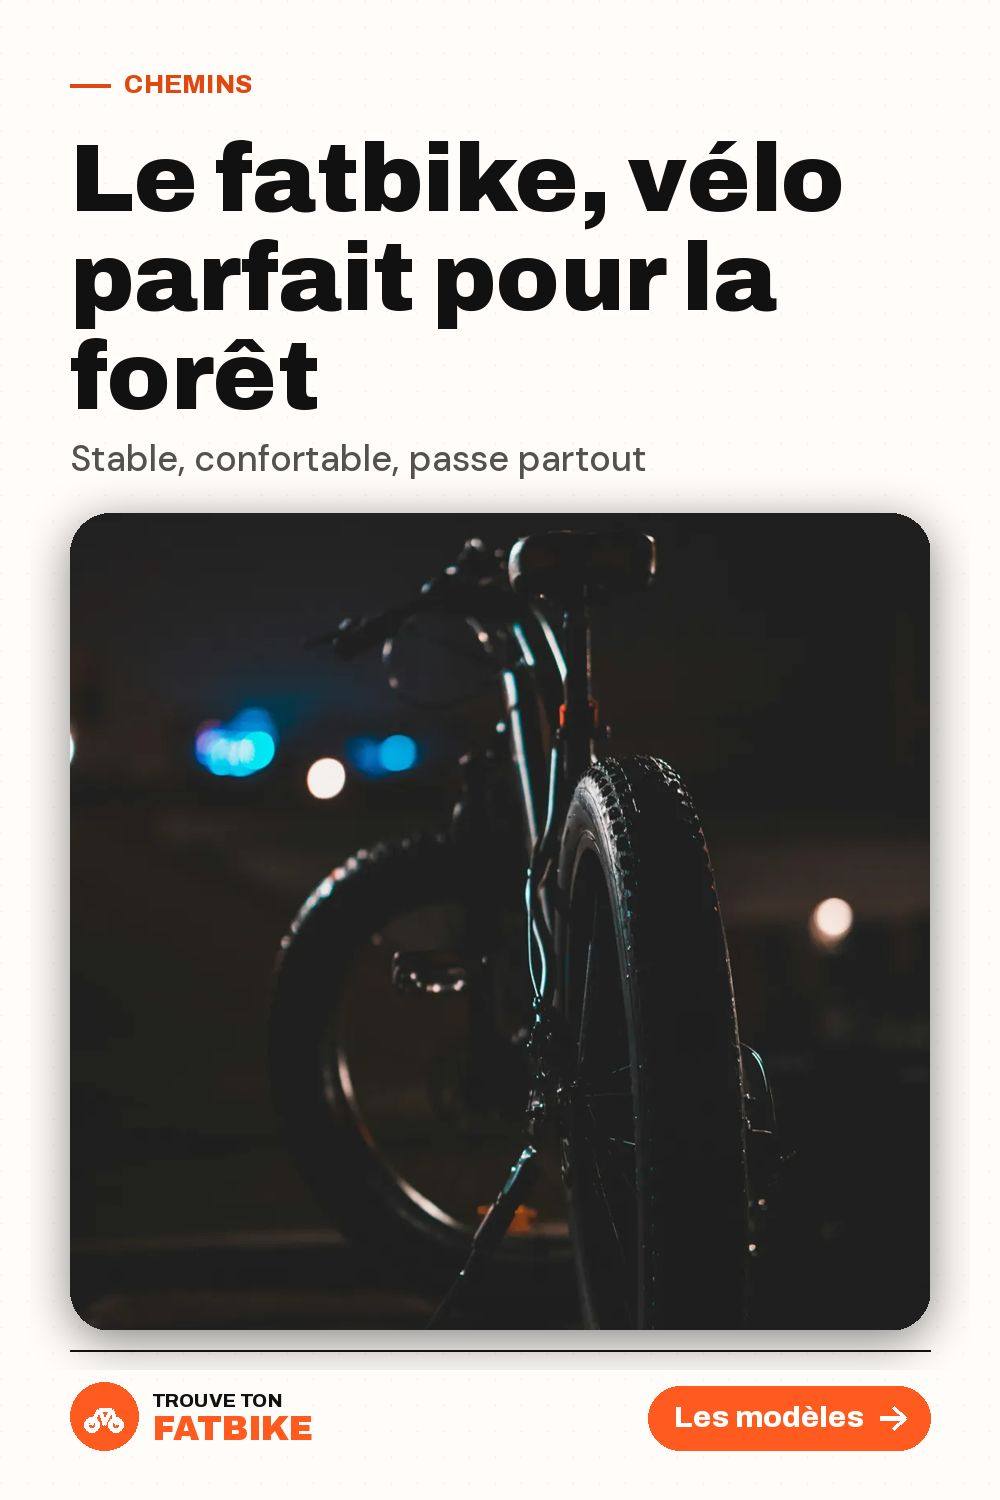 CHEMINS
Le fatbike, vélo
parfait pour la
forêt
Stable, confortable, passe partout
TROUVE TON
FATBIKE
Les modèles